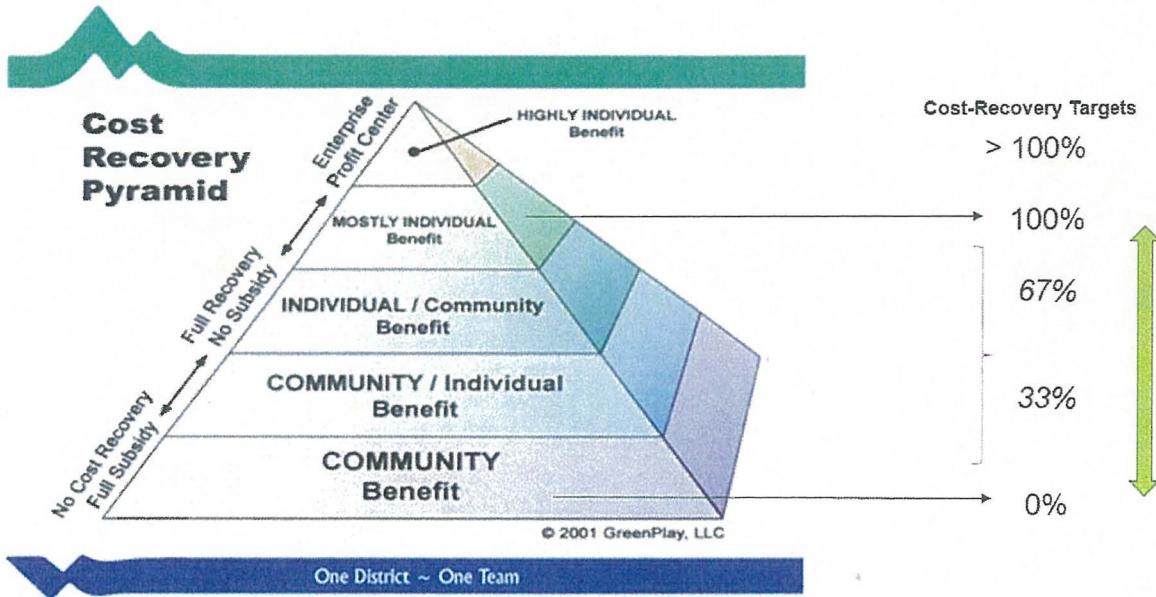 Cost
Recovery
Pyramid
Enterprise
Profit Center
HIGHLY INDIVIDUAL
Benefit
Cost-Recovery Targets
> 100%
MOSTLY INDIVIDUAL
Benefit
100%
Full Recovery
No Subsidy
INDIVIDUAL / Community
Benefit
67%
COMMUNITY / Individual
Benefit
33%
No Cost Recovery
Full Subsidy
COMMUNITY
Benefit
0%
© 2001 GreenPlay, LLC
One District ~ One Team